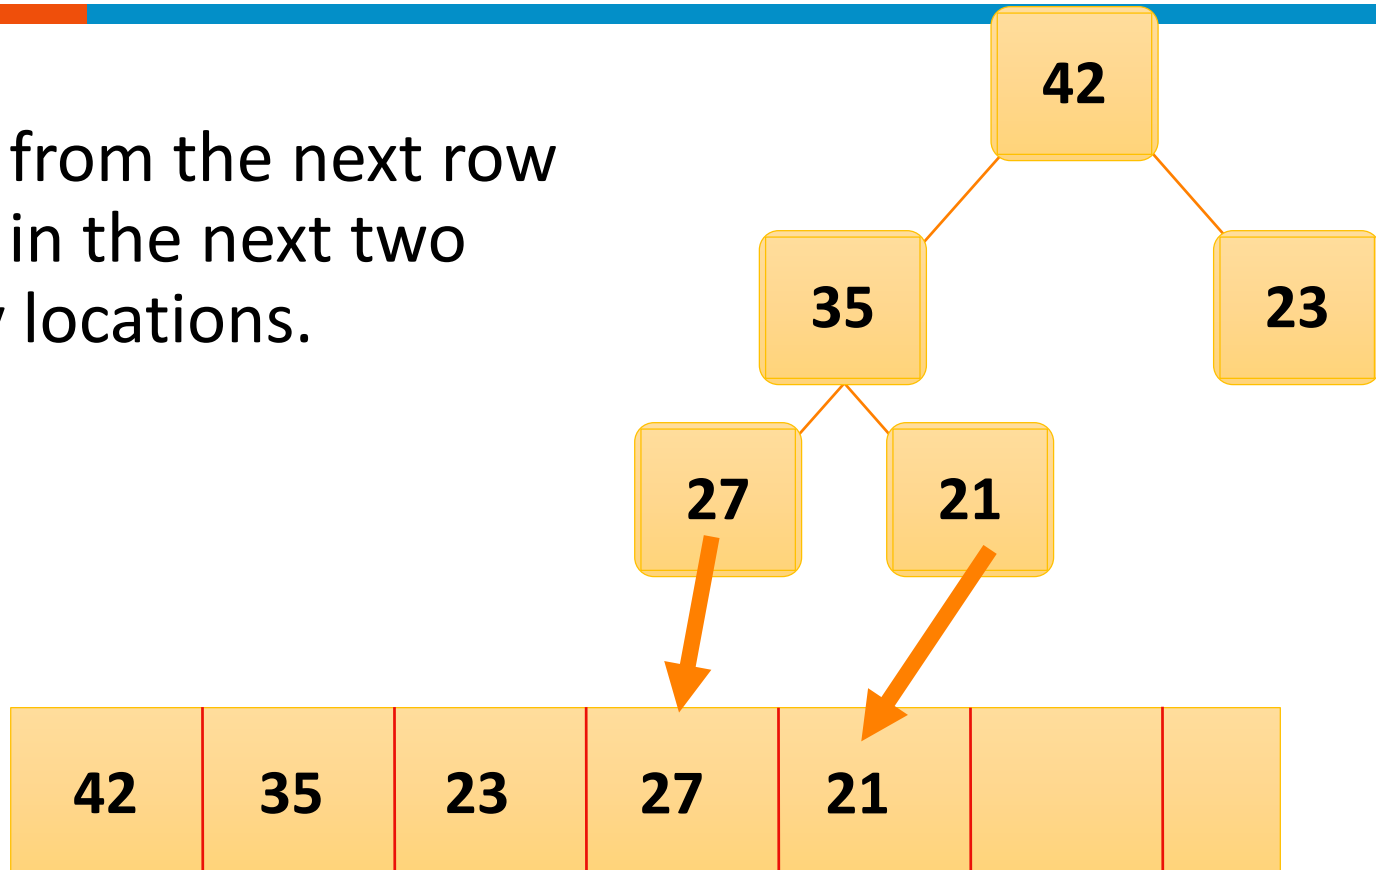 from the next row
in the next two
locations.
42
35
23
27
21
42 35 23 27 21